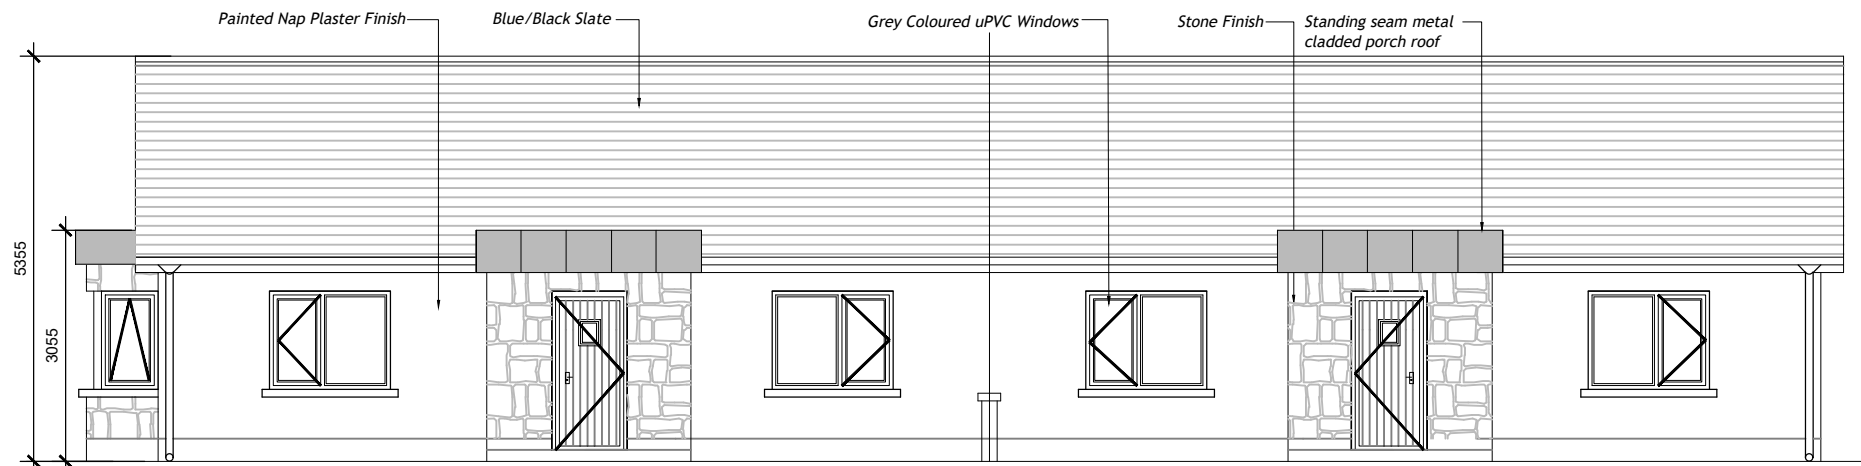 Painted Nap Plaster Finish
Blue/Black Slate
Grey Coloured uPVC Windows
Stone Finish
Standing seam metal
cladded porch roof
5355
3055